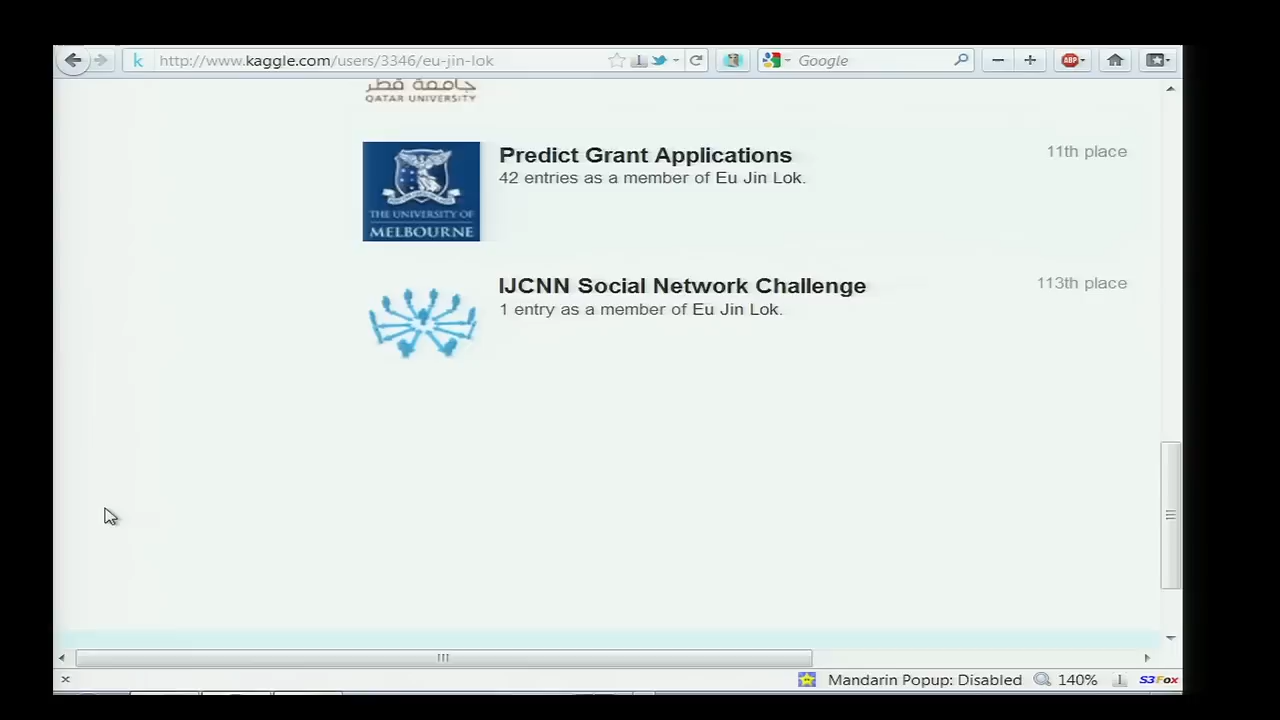 http://www.kaggle.com/users/3346/eu-jin-lok
ABP
Google
جامعة قطر
QATAR UNIVERSITY
Predict Grant Applications
11th place
42 entries as a member of Eu Jin Lok.
THE UNIVERSITY OF
MELBOURNE
IJCNN Social Network Challenge
113th place
1 entry as a member of Eu Jin Lok.
Mandarin Popup: Disabled
140%
S3Fox